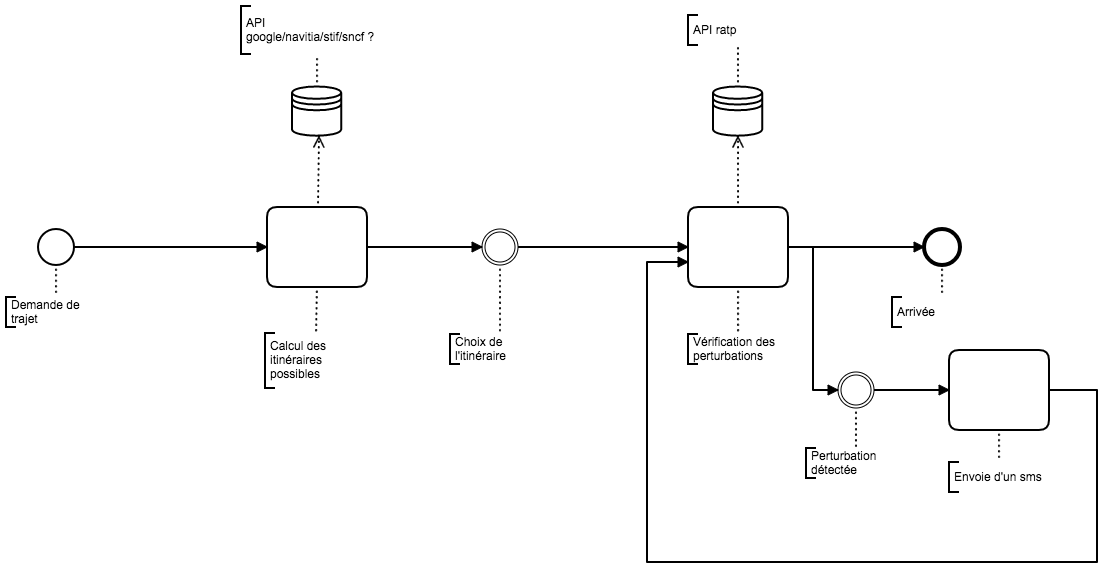 API
google/navitia/stif/sncf ?
API ratp
Demande de
trajet
Calcul des
itinéraires
possibles
Choix de
l'itinéraire
Vérification des
perturbations
Arrivée
Perturbation
détectée
Envoie d'un sms